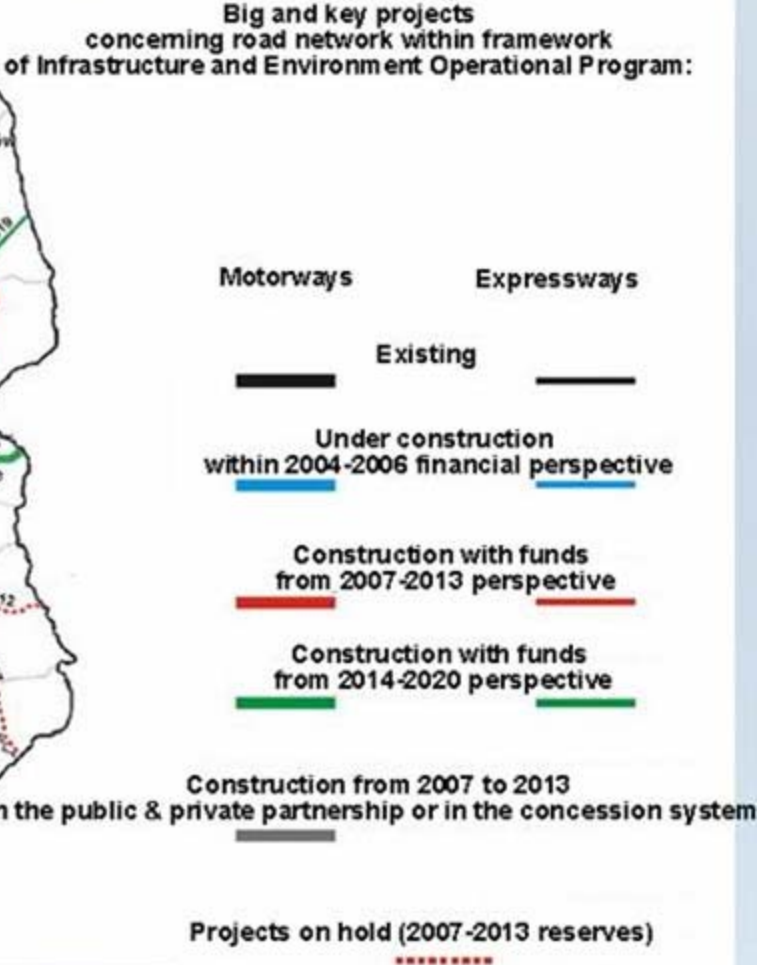 Big and key projects
concerning road network within framework
of Infrastructure and Environment Operational Program:
19
Motorways Expressways
Existing
Under construction
within 2004-2006 financial perspective
Construction with funds
from 2007-2013 perspective
12
Construction with funds
from 2014-2020 perspective
Construction from 2007 to 2013
the public & private partnership or in the concession system
Projects on hold (2007-2013 reserves)